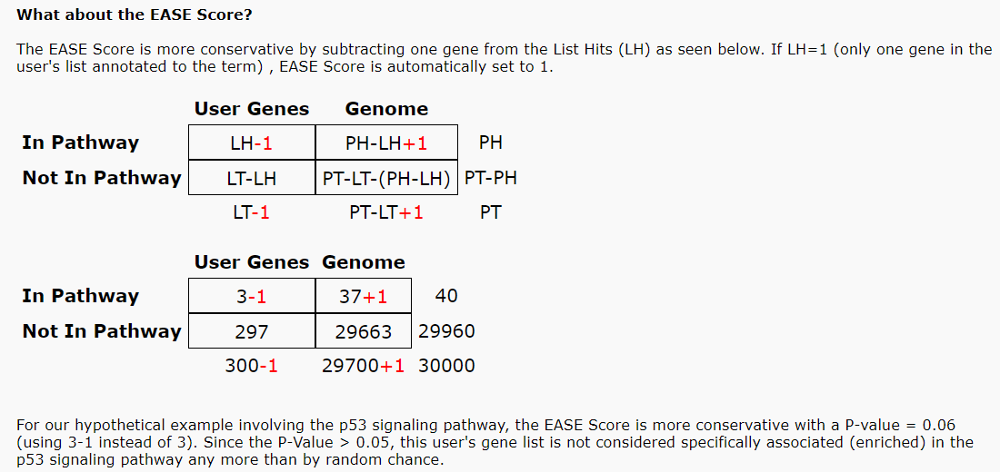 What about the EASE Score?
The EASE Score is more conservative by subtracting one gene from the List Hits (LH) as seen below. If LH=1 (only one gene in the
user's list annotated to the term) , EASE Score is automatically set to 1.
User Genes Genome
In Pathway LH-1 PH-LH+1 PH
Not In Pathway LT-LH PT-LT-(PH-LH) PT-PH
LT-1 PT-LT+1 PT
User Genes Genome
In Pathway 3-1 37+1 40
Not In Pathway 297 29663 29960
300-1 29700+1 30000
For our hypothetical example involving the p53 signaling pathway, the EASE Score is more conservative with a P-value = 0.06
(using 3-1 instead of 3). Since the P-Value > 0.05, this user's gene list is not considered specifically associated (enriched) in the
p53 signaling pathway any more than by random chance.